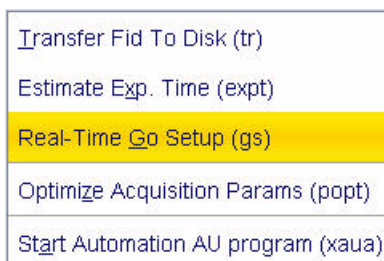 Transfer Fid To Disk (tr)
Estimate Exp. Time (expt)
Real-Time Go Setup (gs)
Optimize Acquisition Params (popt)
Start Automation AU program (xaua)